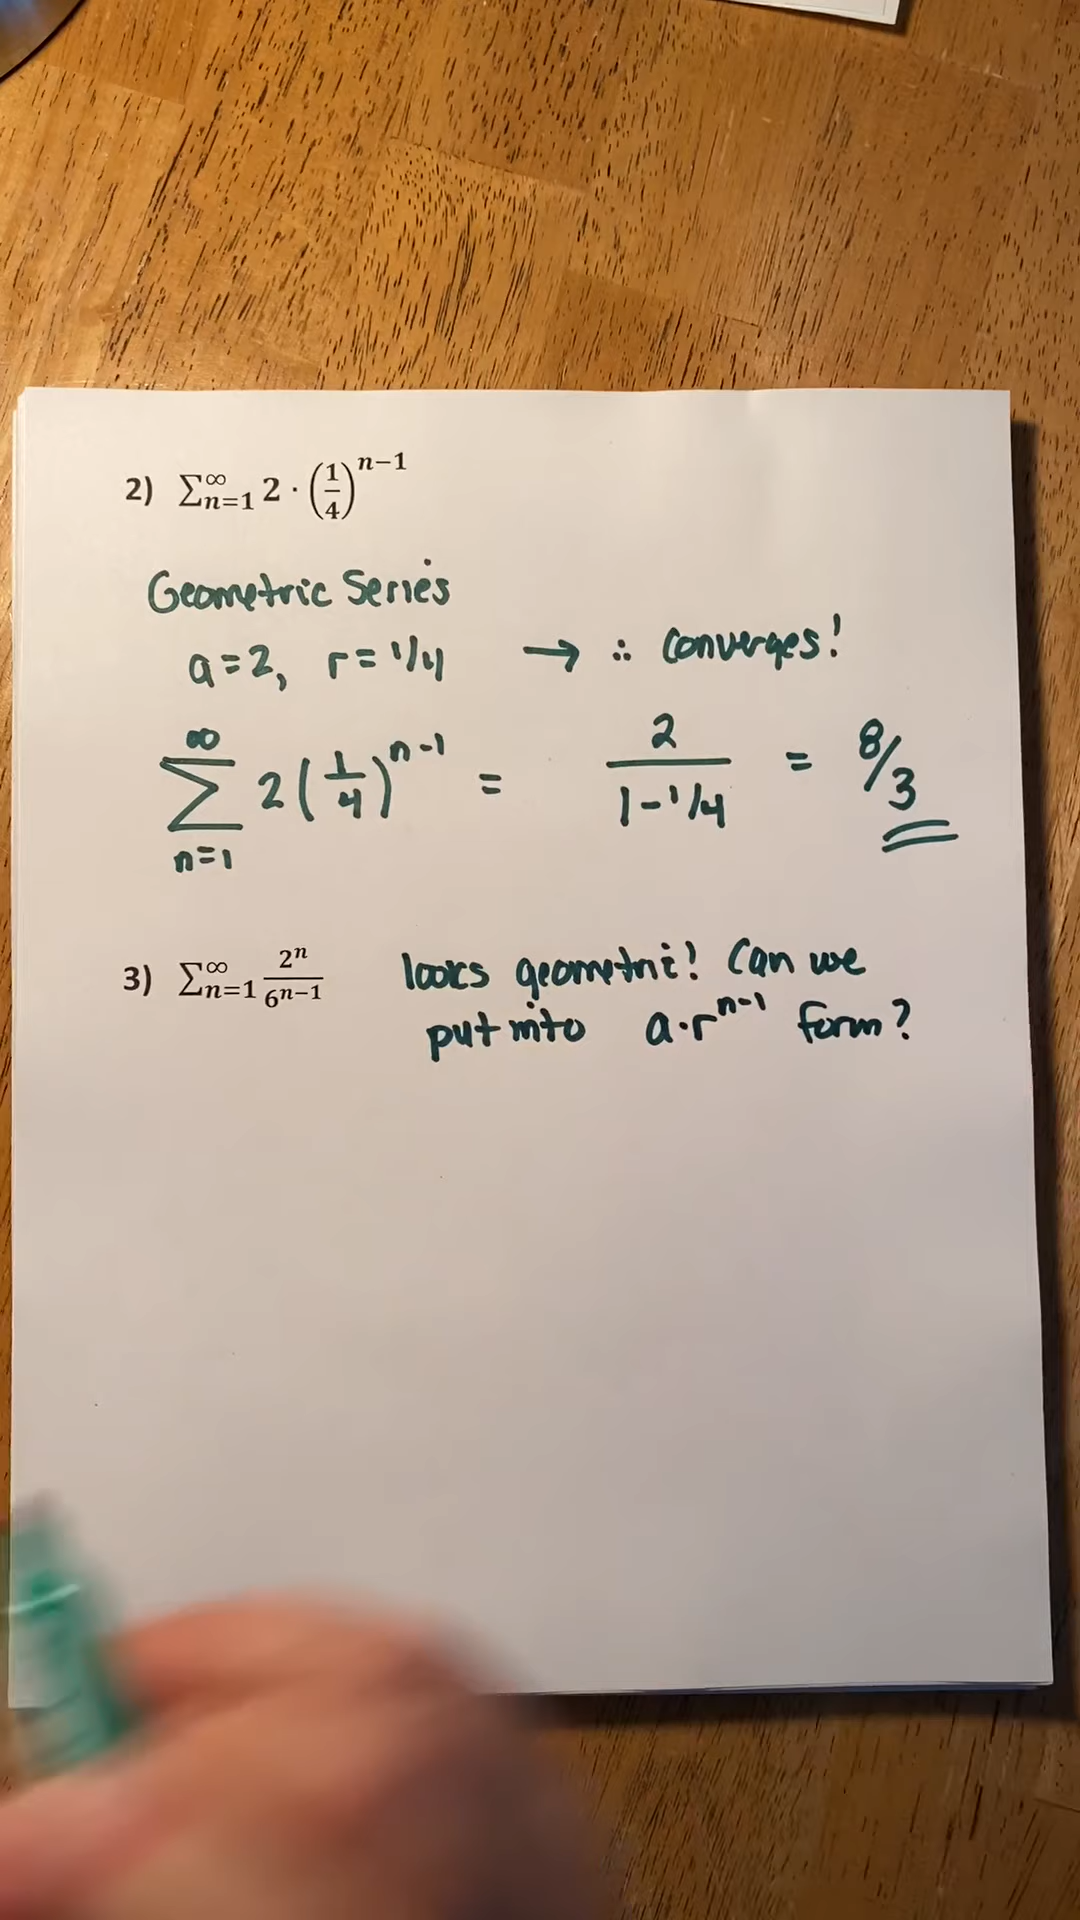 2) ∑∞n=1 2 · (1/4)^n−1
Geometric Series
a=2, r=1/4 → ∴ converges!
∞∑n=1 2(1/4)^n-1 = 2/(1-1/4) = 8/3
3) ∑∞n=1 2^n/6^n−1 looks geometric! Can we
put into a·r^n-1 form?